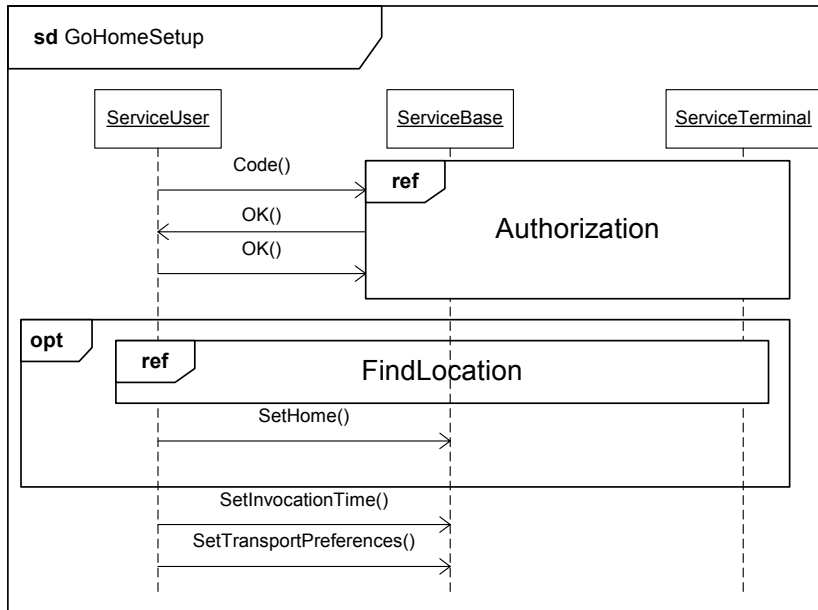 sd GoHomeSetup
ServiceUser
ServiceBase
ServiceTerminal
Code()
ref
OK()
Authorization
OK()
opt
ref
FindLocation
SetHome()
SetInvocationTime()
SetTransportPreferences()